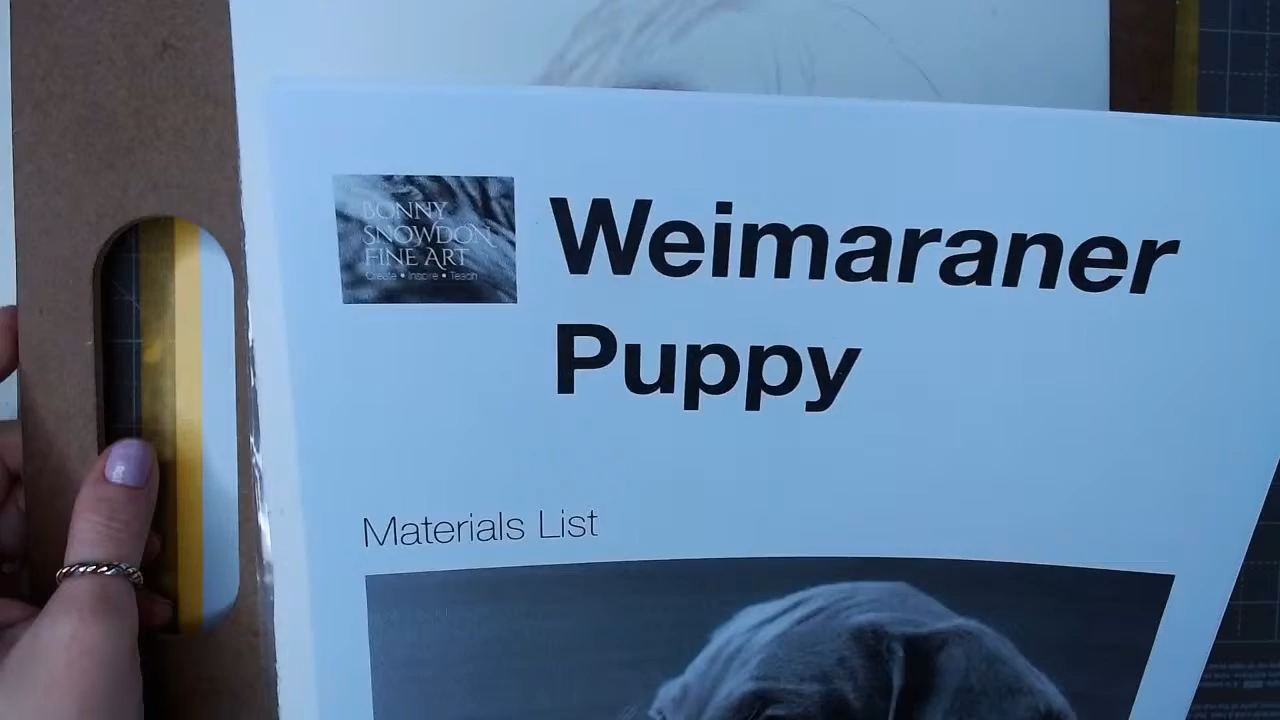 BONNY
SNOWDON
FINE ART
Create • Inspire • Teach
Weimaraner
Puppy
Materials List